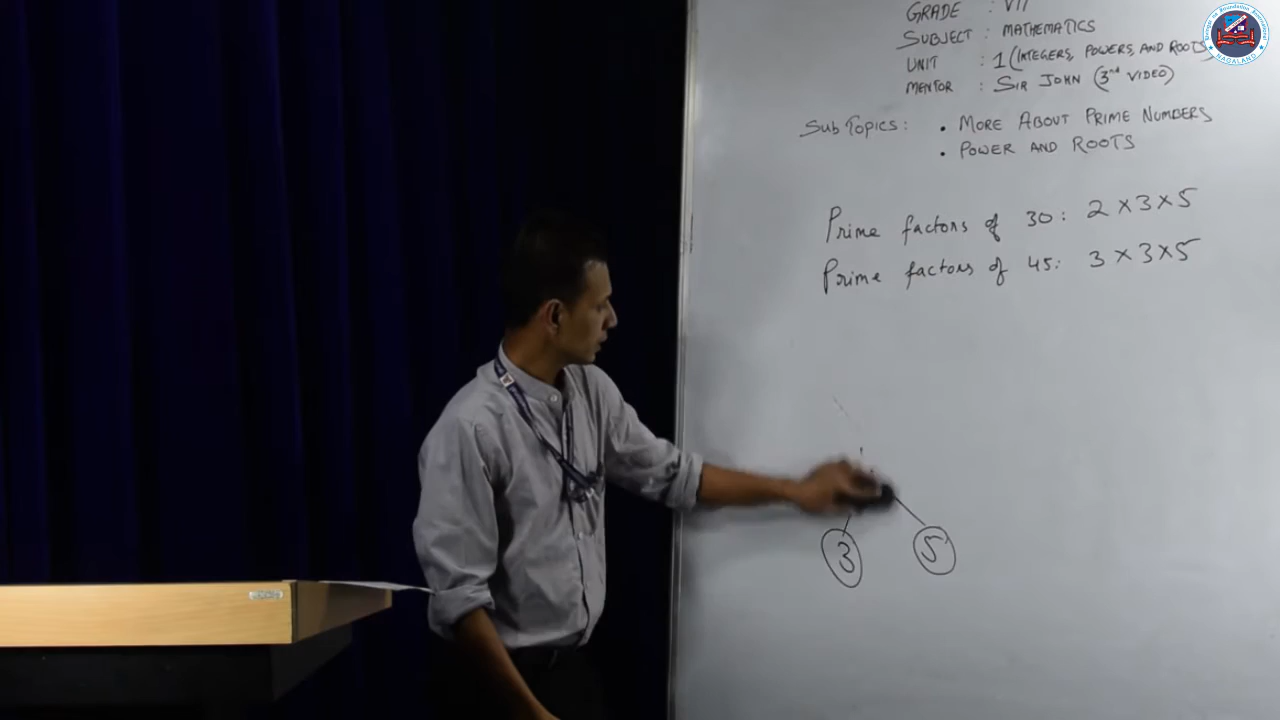 GRADE : VII
SUBJECT : MATHEMATICS
UNIT : 1 (INTEGERS, POWERS, AND ROOTS)
MENTOR : SIR JOHN (3rd VIDEO)
SUB TOPICS : • MORE ABOUT PRIME NUMBERS
• POWER AND ROOTS
Prime factors of 30: 2 × 3 × 5
Prime factors of 45: 3 × 3 × 5
3 5
NAGALAND